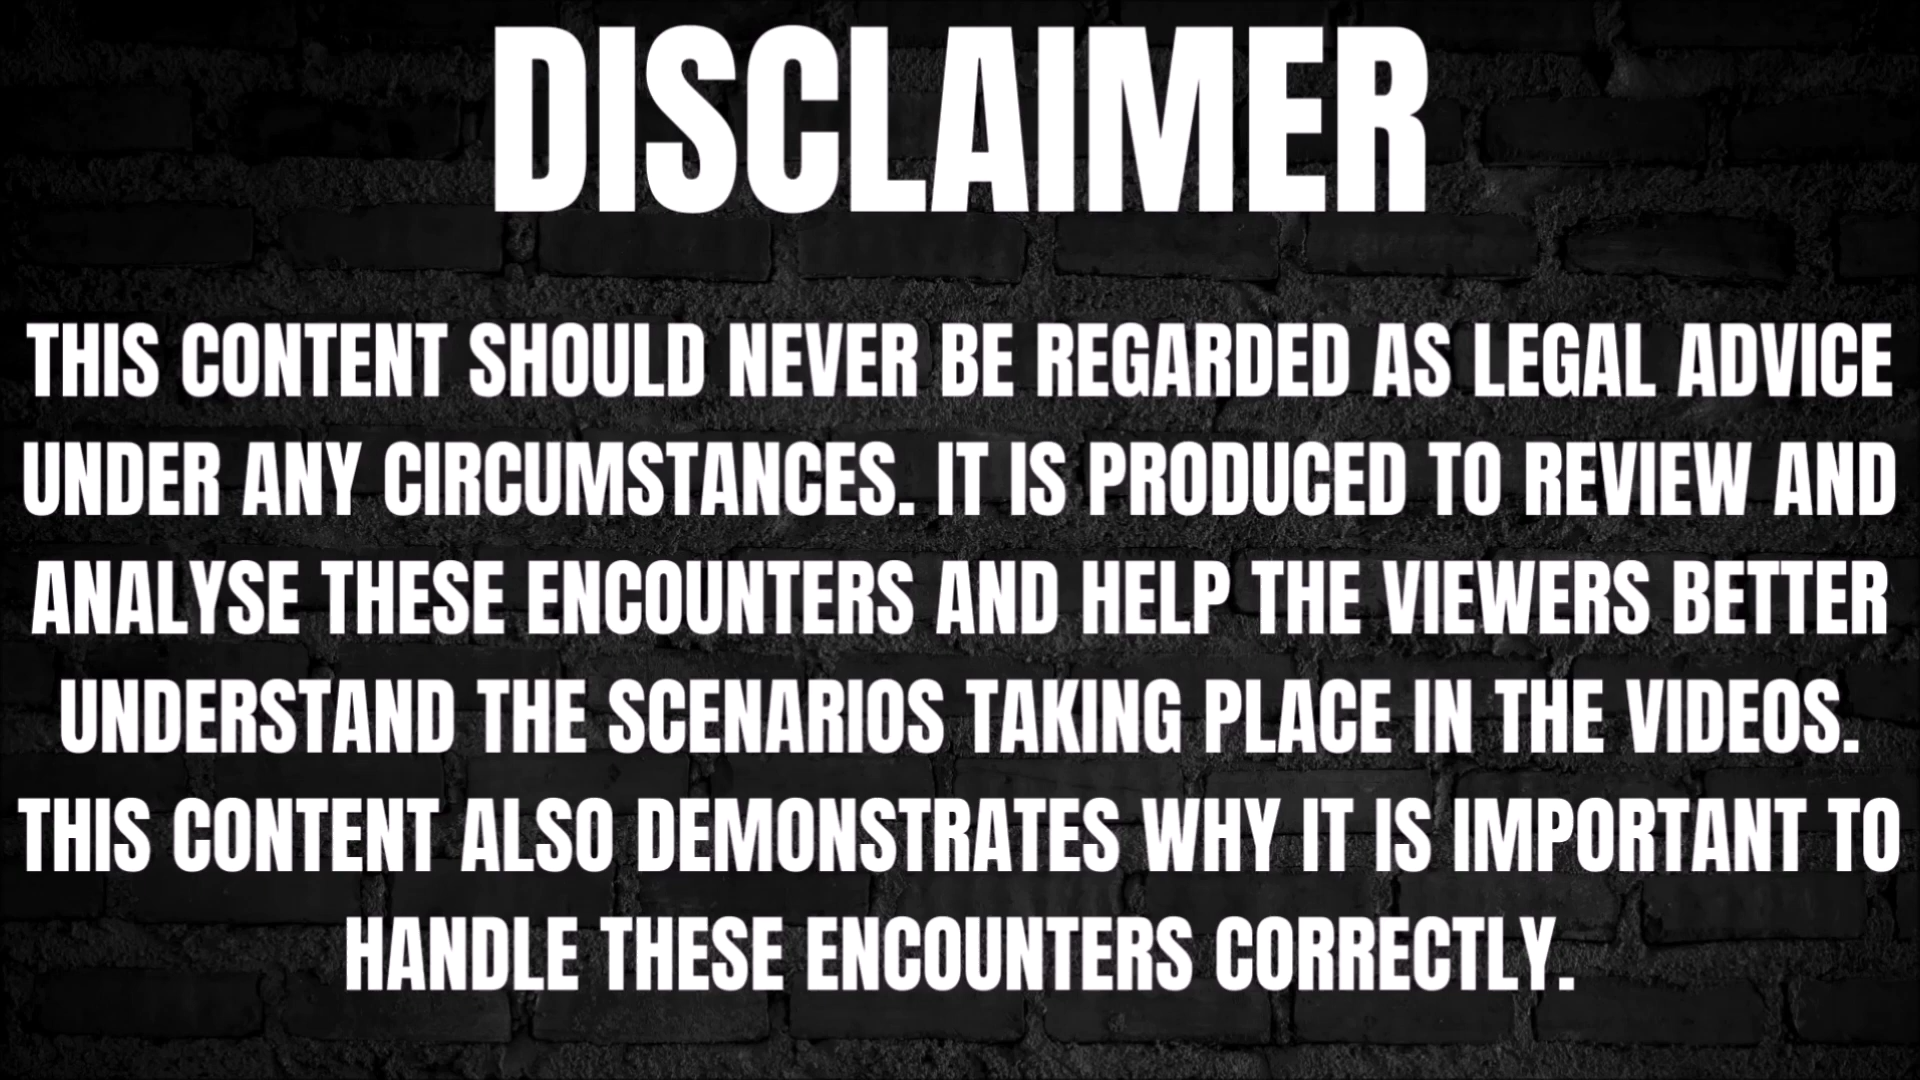 DISCLAIMER
THIS CONTENT SHOULD NEVER BE REGARDED AS LEGAL ADVICE
UNDER ANY CIRCUMSTANCES. IT IS PRODUCED TO REVIEW AND
ANALYSE THESE ENCOUNTERS AND HELP THE VIEWERS BETTER
UNDERSTAND THE SCENARIOS TAKING PLACE IN THE VIDEOS.
THIS CONTENT ALSO DEMONSTRATES WHY IT IS IMPORTANT TO
HANDLE THESE ENCOUNTERS CORRECTLY.